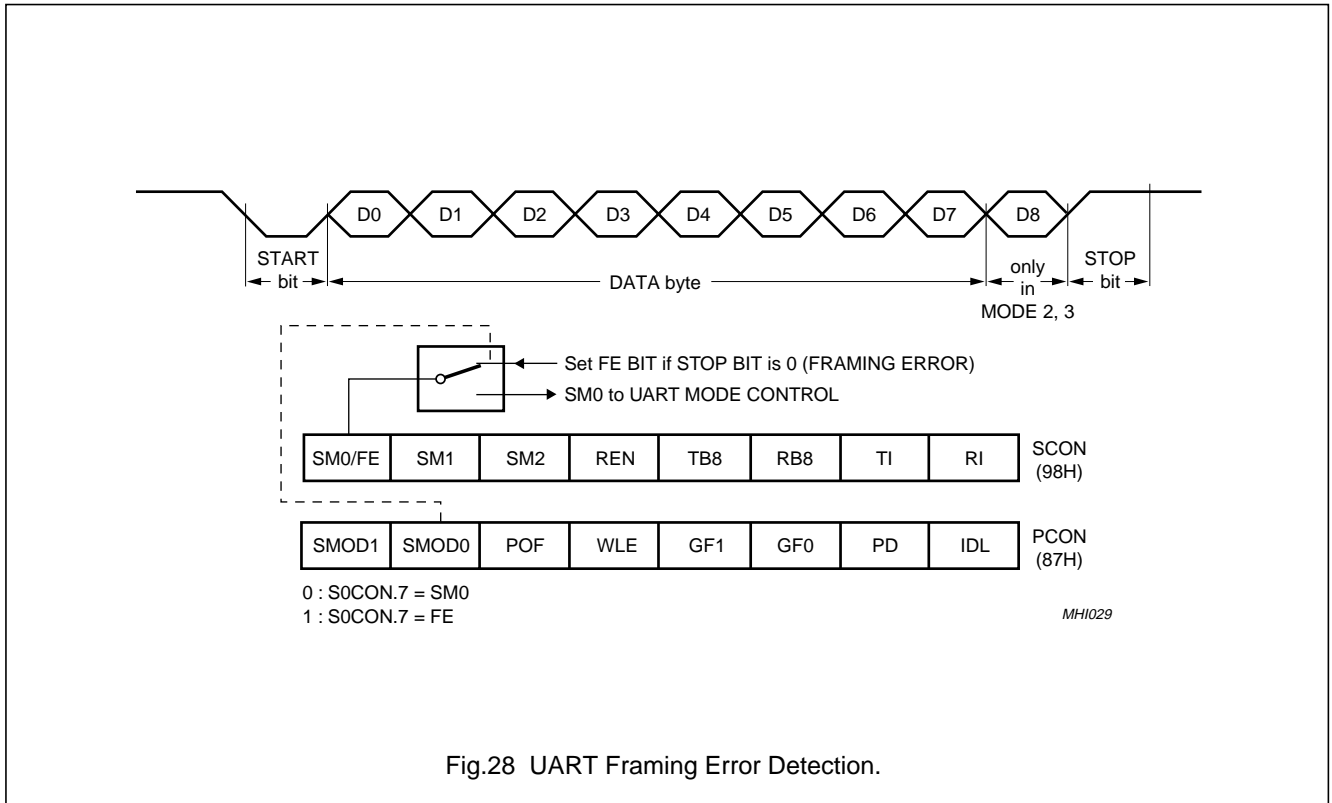 D0 D1 D2 D3 D4 D5 D6 D7 D8
START
bit
DATA byte
only
in
MODE 2, 3
STOP
bit
Set FE BIT if STOP BIT is 0 (FRAMING ERROR)
SM0 to UART MODE CONTROL
SM0/FE SM1 SM2 REN TB8 RB8 TI RI
SCON
(98H)
SMOD1 SMOD0 POF WLE GF1 GF0 PD IDL
PCON
(87H)
0 : S0CON.7 = SM0
1 : S0CON.7 = FE
MHI029
Fig.28 UART Framing Error Detection.